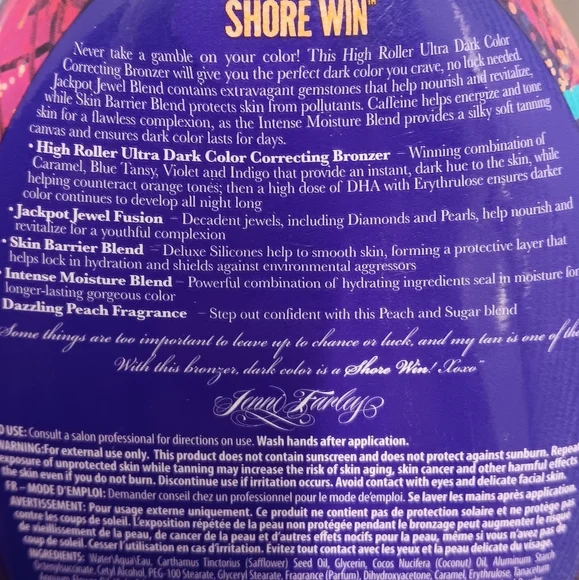 SHORE WIN™
Never take a gamble on your color! This High Roller Ultra Dark Color
Correcting Bronzer will give you the perfect dark color you crave, no luck needed.
Jackpot Jewel Blend contains extravagant gemstones that help nourish and revitalize,
while Skin Barrier Blend protects skin from pollutants. Caffeine helps energize and tone
skin for a flawless complexion, as the Intense Moisture Blend provides a silky soft tanning
canvas and ensures dark color lasts for days.
• High Roller Ultra Dark Color Correcting Bronzer – Winning combination of
Caramel, Blue Tansy, Violet and Indigo that provide an instant, dark hue to the skin, while
helping counteract orange tones; then a high dose of DHA with Erythrulose ensures darker
color continues to develop all night long
• Jackpot Jewel Fusion – Decadent jewels, including Diamonds and Pearls, help nourish and
revitalize for a youthful complexion
• Skin Barrier Blend – Deluxe Silicones help to smooth skin, forming a protective layer that
helps lock in hydration and shields against environmental aggressors
• Intense Moisture Blend – Powerful combination of hydrating ingredients seal in moisture for
longer-lasting gorgeous color
Dazzling Peach Fragrance – Step out confident with this Peach and Sugar blend
Some things are too important to leave up to chance or luck, and my tan is one of
With this bronzer, dark color is a Shore Win! Xoxo"
Jenni Farley
O USE: Consult a salon professional for directions on use. Wash hands after application.
WARNING: For external use only. This product does not contain sunscreen and does not protect against sunburn. Repea
exposure of unprotected skin while tanning may increase the risk of skin aging, skin cancer and other harmful effects
the skin even if you do not burn. Discontinue use if irritation occurs. Avoid contact with eyes and delicate facial skin.
FR – MODE D'EMPLOI: Demander conseil chez un professionnel pour le mode d'emploi. Se laver les mains après application.
AVERTISSEMENT: Pour usage externe uniquement. Ce produit ne contient pas de protection solaire et ne protège pas
contre les coups de soleil. L'exposition répétée de la peau non protégée pendant le bronzage peut augmenter le risque
de vieillissement de la peau, de cancer de la peau et d'autres effets nocifs pour la peau, même si vous n'avez pas de
coup de soleil. Cesser l'utilisation en cas d'irritation. Évitez tout contact avec les yeux et la peau délicate du visage.
INGREDIENTS: Water\Aqua\Eau, Carthamus Tinctorius (Safflower) Seed Oil, Glycerin, Cocos Nucifera (Coconut) Oil, Aluminum Starch
Octenylsuccinate, Cetyl Alcohol, PEG-100 Stearate, Glyceryl Stearate, Fragrance (Parfum), Dihydroxyacetone, Caramel, Erythrulose,